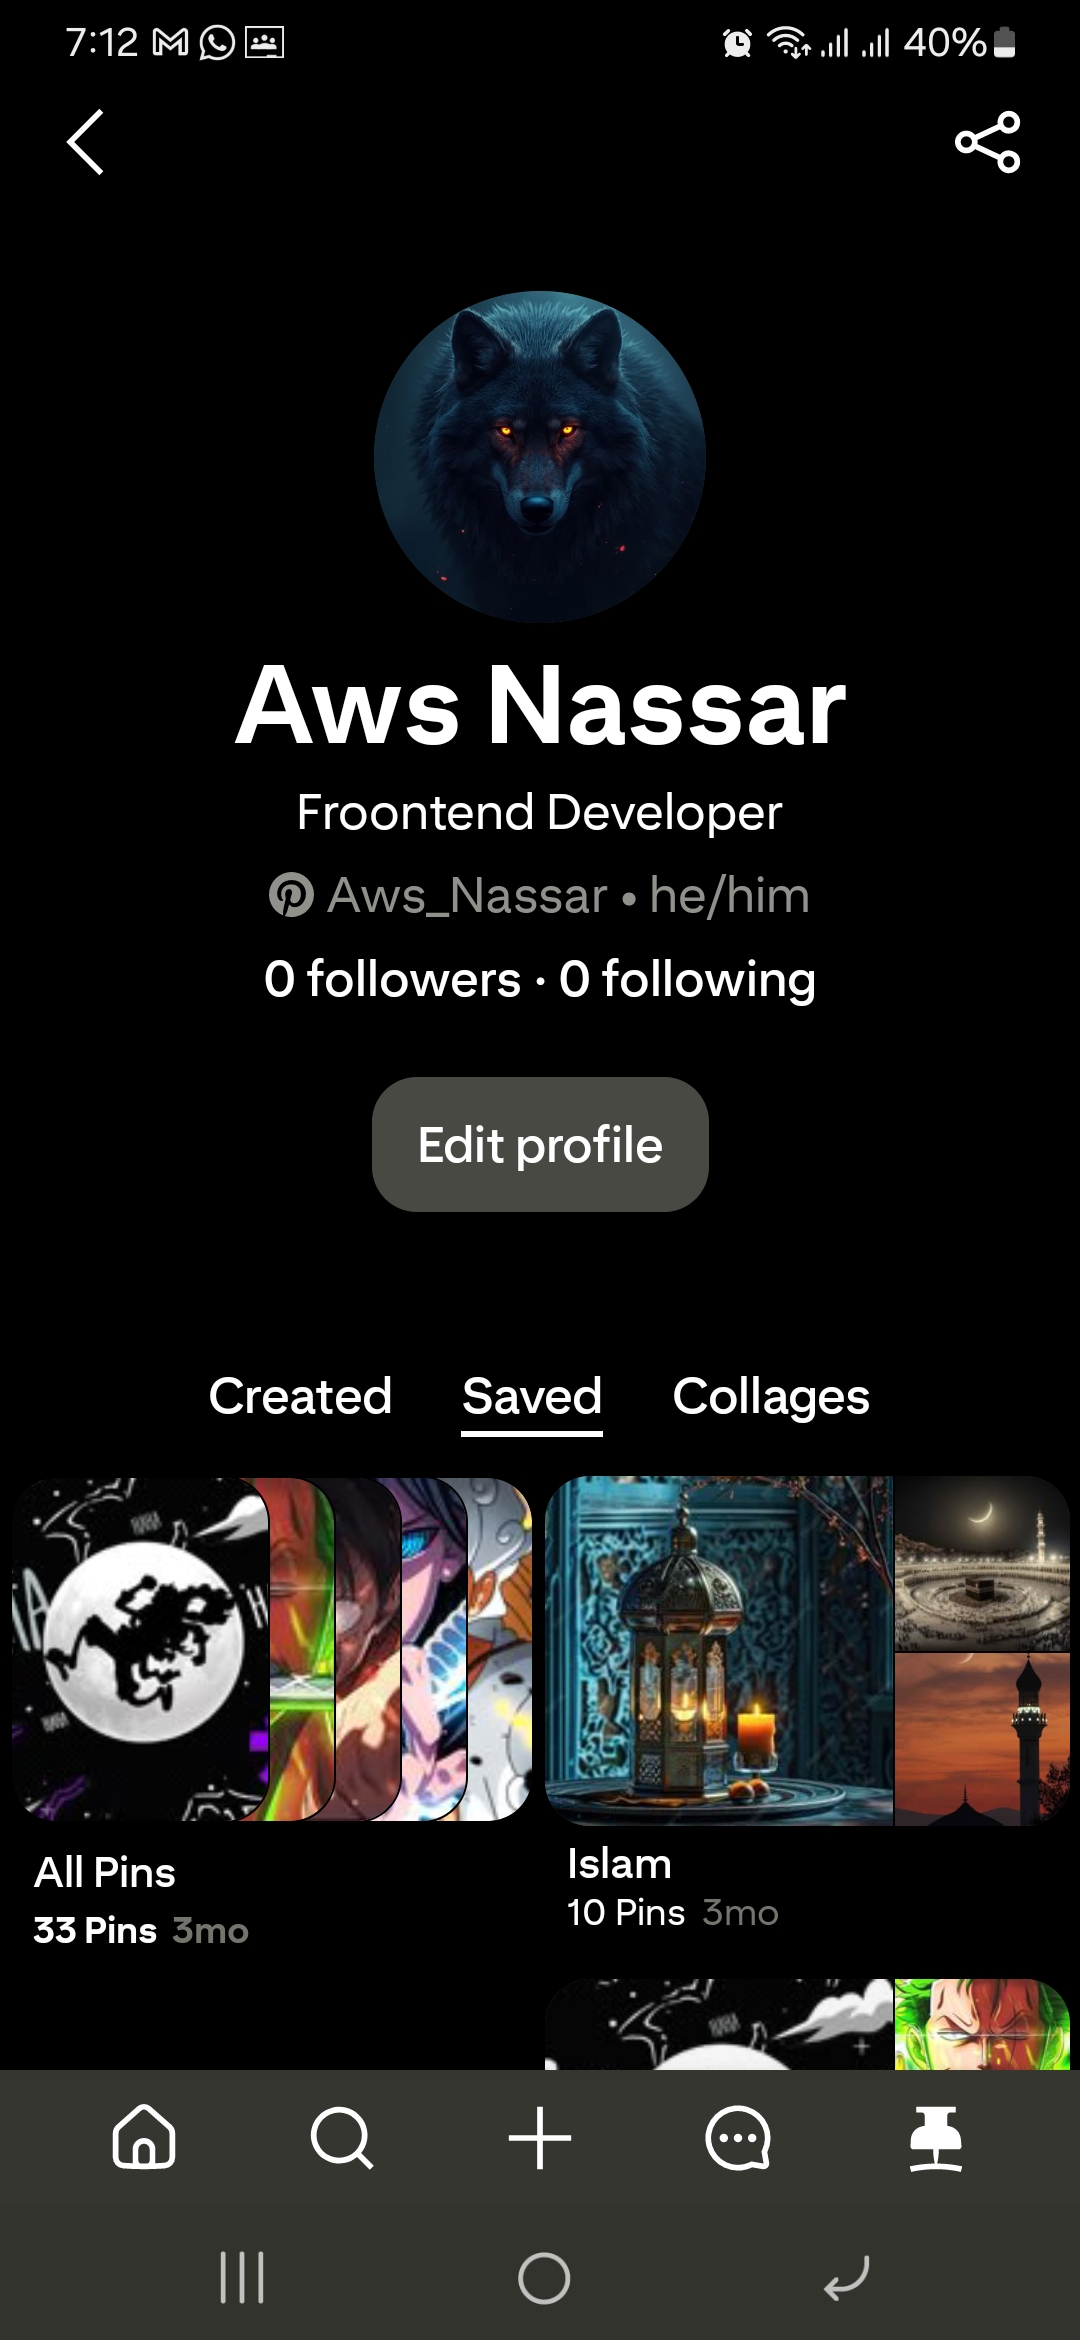 7:12 40%
Aws Nassar
Froontend Developer
Aws_Nassar • he/him
0 followers · 0 following
Edit profile
Created Saved Collages
All Pins
33 Pins 3mo
Islam
10 Pins 3mo